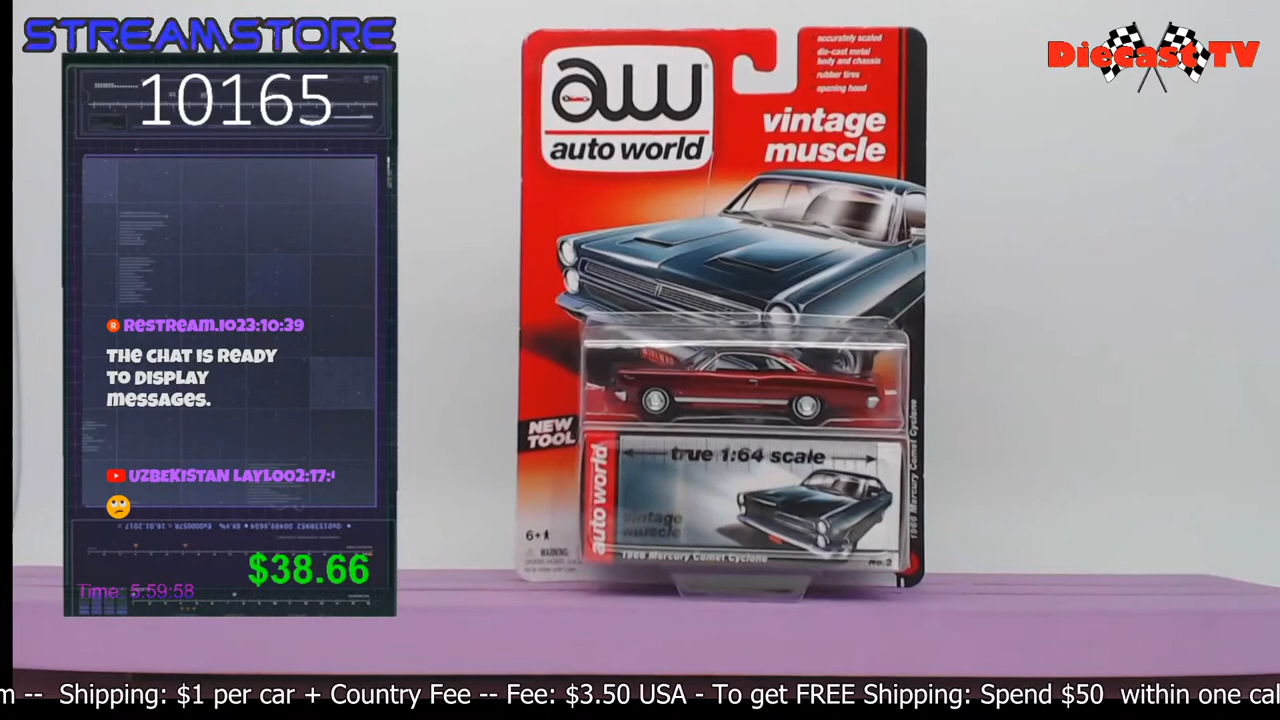 STREAMSTORE
10165
RESTREAM.IO23:10:39
THE CHAT IS READY
TO DISPLAY
MESSAGES.
UZBEKISTAN LAYLO02:17:
$38.66
Time: 5:59:58
Diecast TV
aw
auto world
accurately scaled
die-cast metal
body and chassis
rubber tires
opening hood
vintage
muscle
NEW
TOOL
true 1:64 scale
auto world
vintage
muscle
6+
WARNING:
1966 Mercury Comet Cyclone
no. 2
1966 Mercury Comet Cyclone
m -- Shipping: $1 per car + Country Fee -- Fee: $3.50 USA - To get FREE Shipping: Spend $50 within one cal